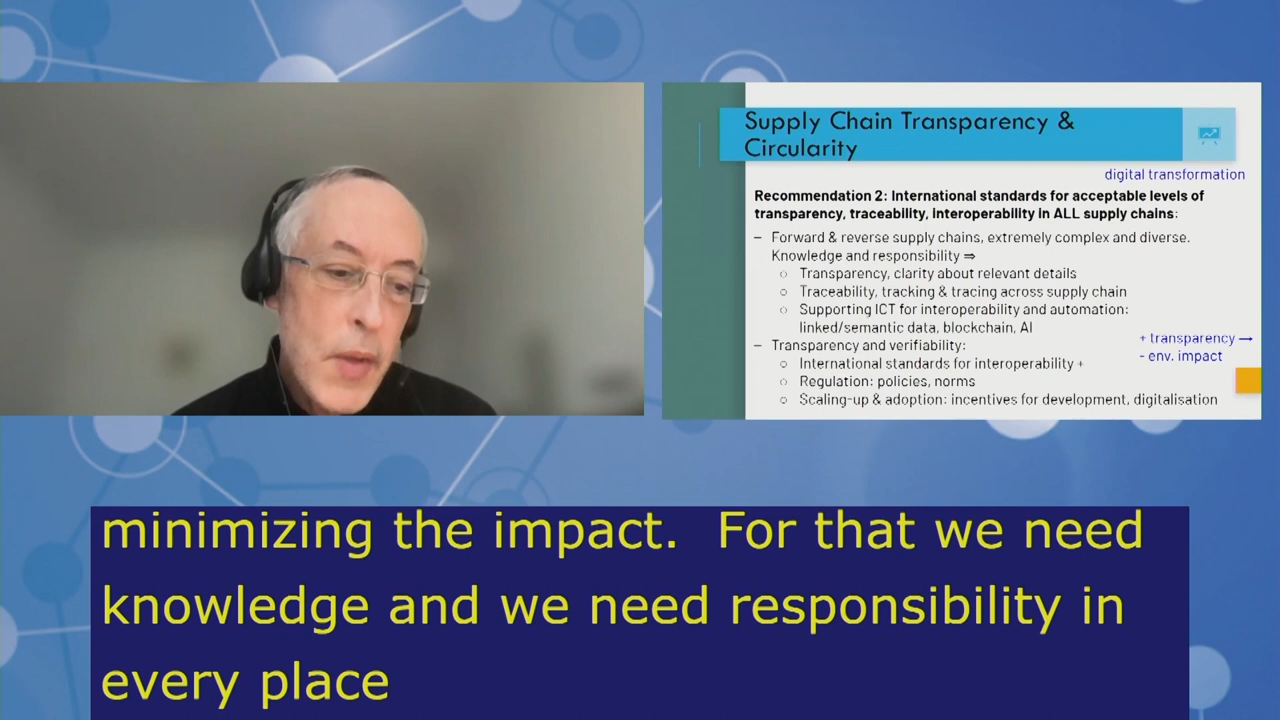 Supply Chain Transparency &
Circularity
digital transformation
Recommendation 2: International standards for acceptable levels of
transparency, traceability, interoperability in ALL supply chains:
– Forward & reverse supply chains, extremely complex and diverse.
Knowledge and responsibility ⇒
○ Transparency, clarity about relevant details
○ Traceability, tracking & tracing across supply chain
○ Supporting ICT for interoperability and automation:
linked/semantic data, blockchain, AI
– Transparency and verifiability:
○ International standards for interoperability +
○ Regulation: policies, norms
○ Scaling-up & adoption: incentives for development, digitalisation
+ transparency →
- env. impact
minimizing the impact.  For that we need
knowledge and we need responsibility in
every place